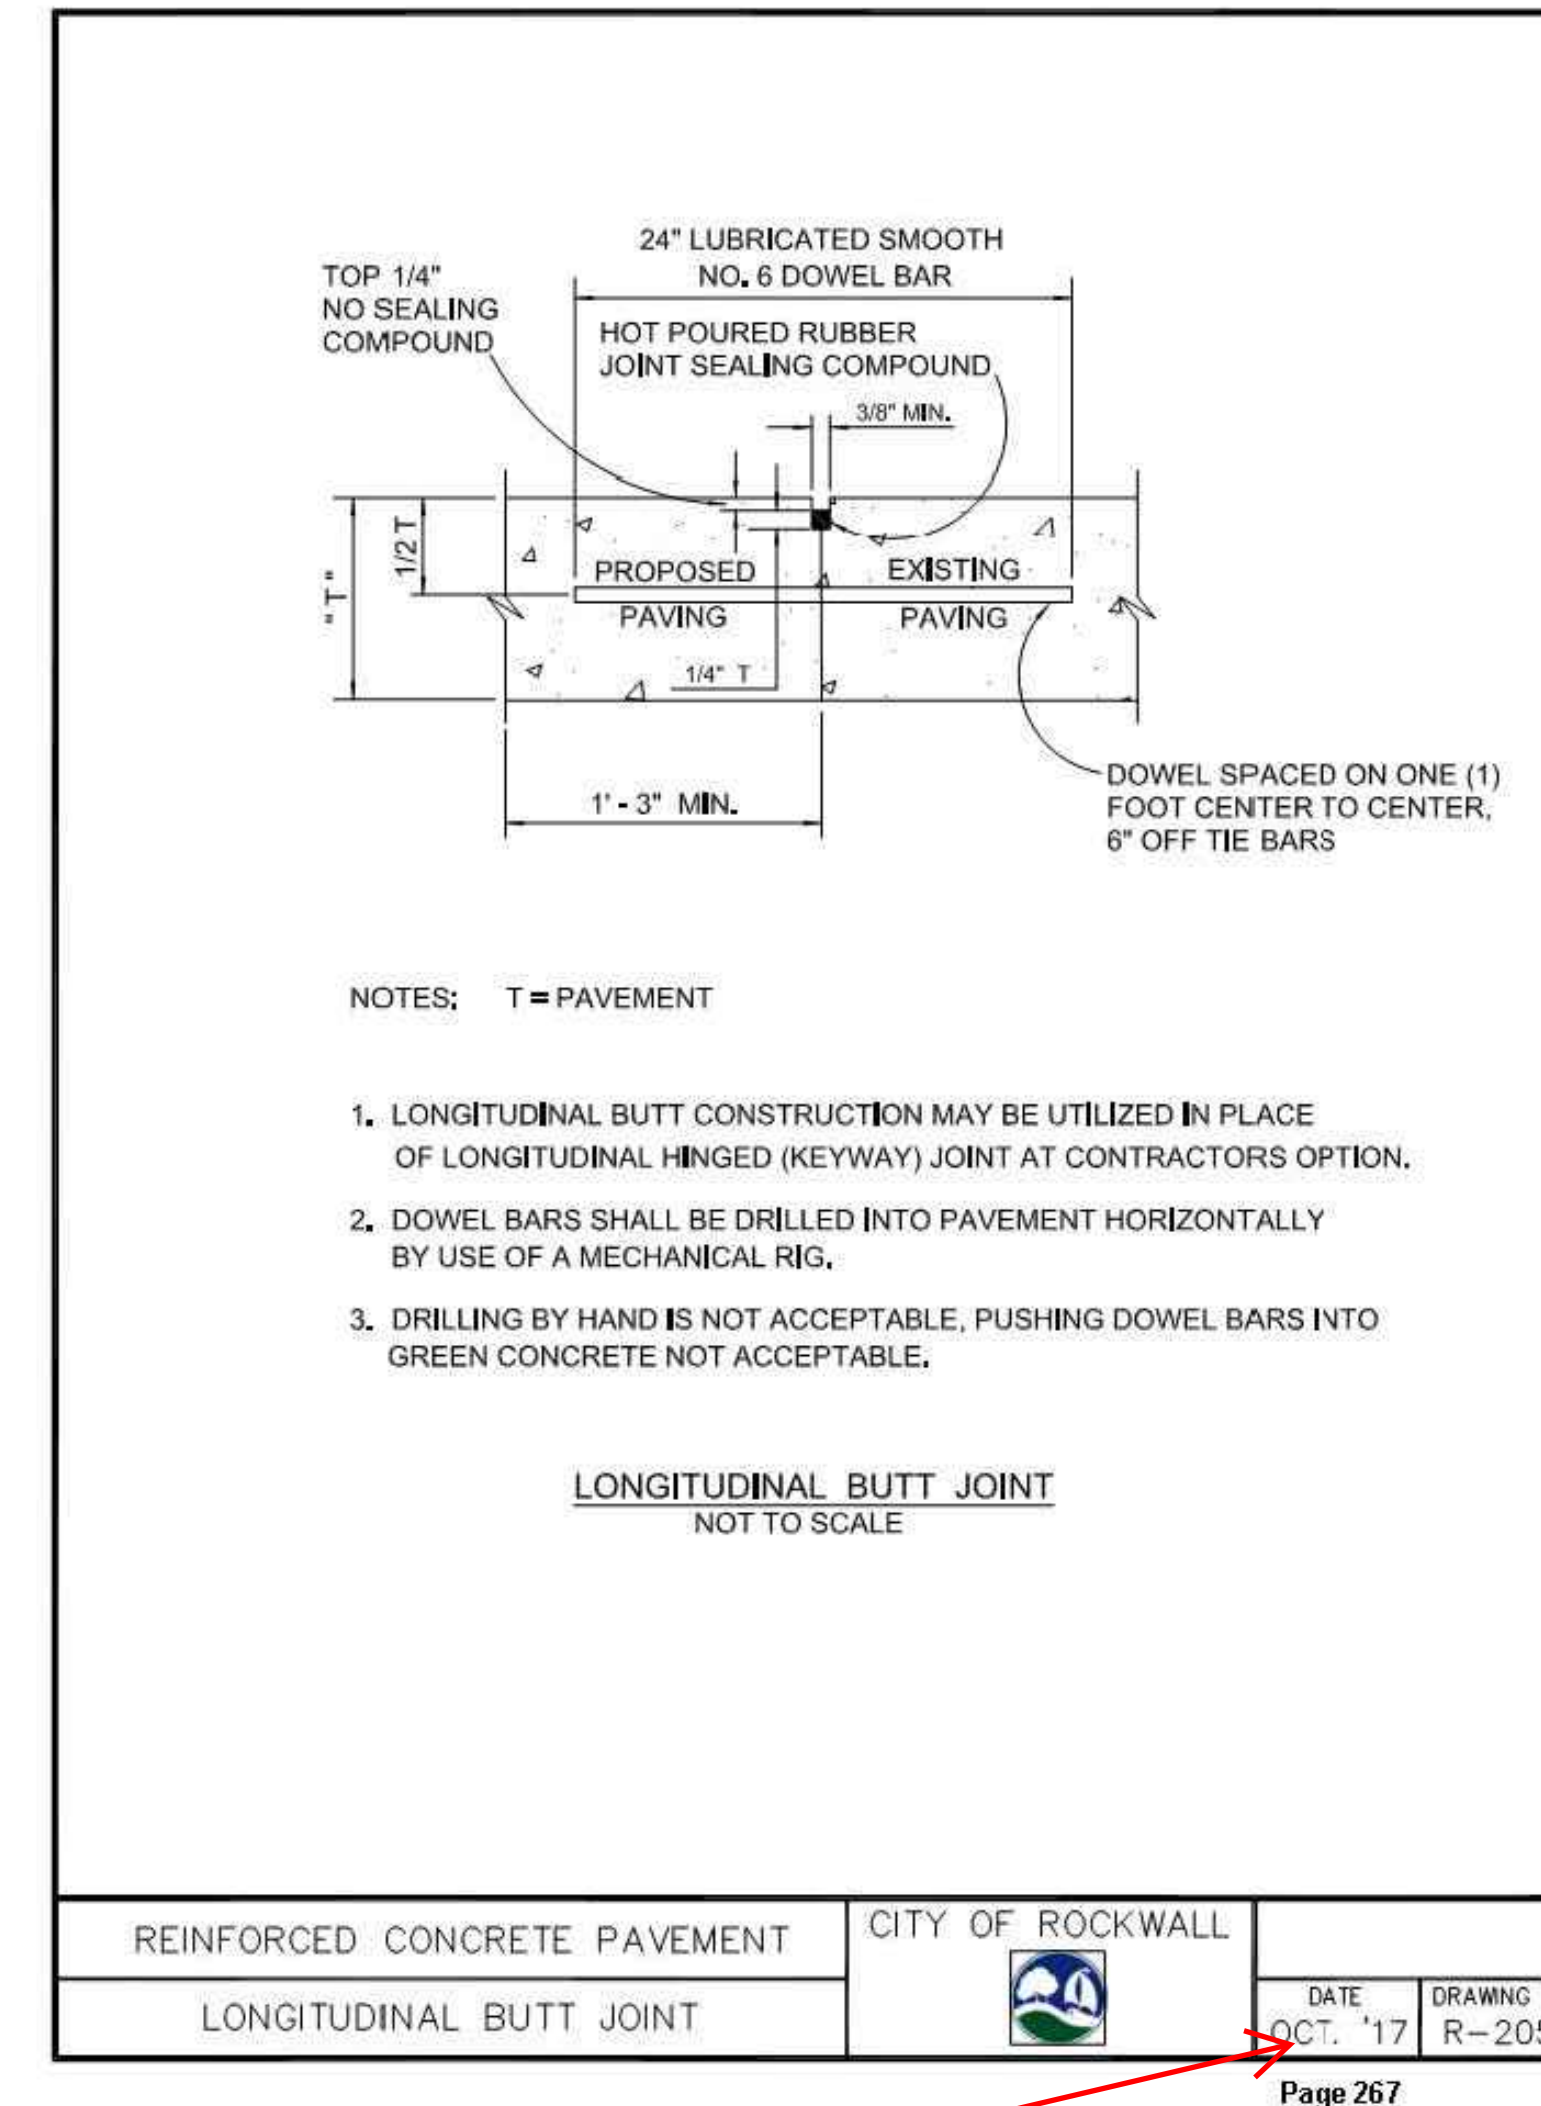 24" LUBRICATED SMOOTH
NO. 6 DOWEL BAR
TOP 1/4"
NO SEALING
COMPOUND
HOT POURED RUBBER
JOINT SEALING COMPOUND
3/8" MIN.
1/2 T
"T"
PROPOSED
PAVING
EXISTING
PAVING
1/4" T
1' - 3" MIN.
DOWEL SPACED ON ONE (1)
FOOT CENTER TO CENTER,
6" OFF TIE BARS
NOTES: T = PAVEMENT
1. LONGITUDINAL BUTT CONSTRUCTION MAY BE UTILIZED IN PLACE
OF LONGITUDINAL HINGED (KEYWAY) JOINT AT CONTRACTORS OPTION.
2. DOWEL BARS SHALL BE DRILLED INTO PAVEMENT HORIZONTALLY
BY USE OF A MECHANICAL RIG.
3. DRILLING BY HAND IS NOT ACCEPTABLE, PUSHING DOWEL BARS INTO
GREEN CONCRETE NOT ACCEPTABLE.
LONGITUDINAL BUTT JOINT
NOT TO SCALE
REINFORCED CONCRETE PAVEMENT
LONGITUDINAL BUTT JOINT
CITY OF ROCKWALL
DATE
OCT. '17
DRAWING
R-205
Page 267